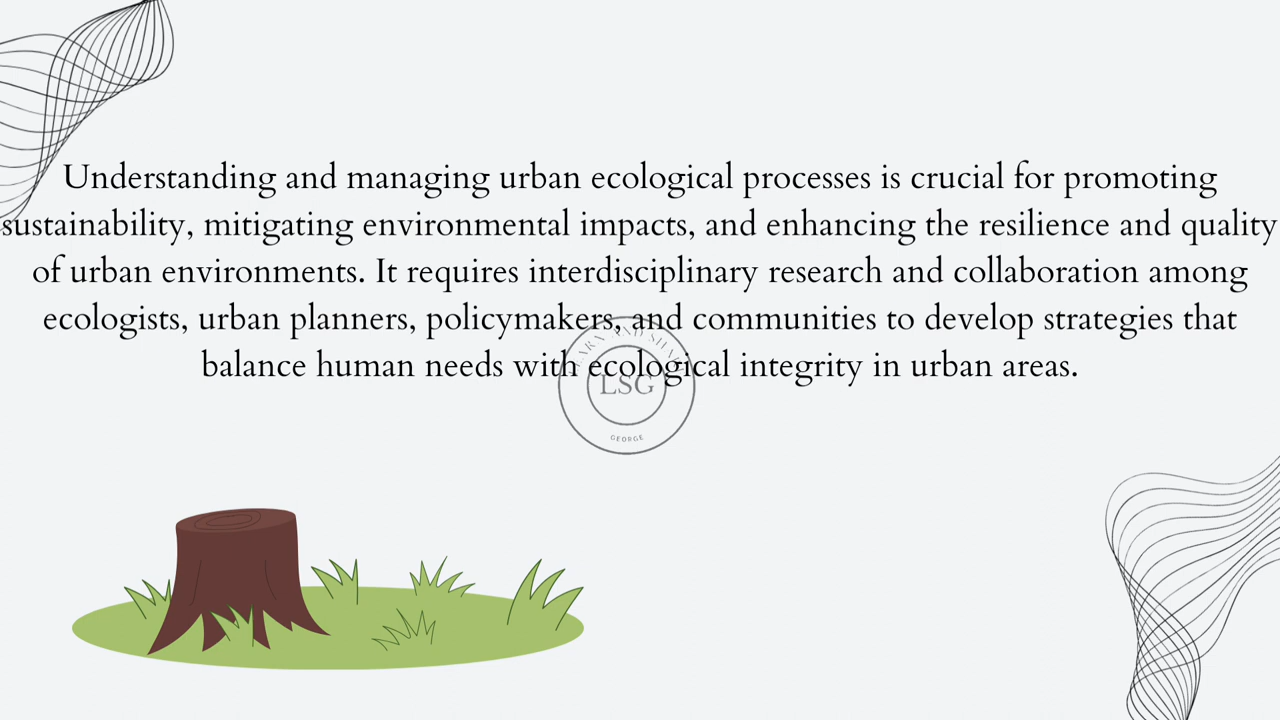 Understanding and managing urban ecological processes is crucial for promoting
sustainability, mitigating environmental impacts, and enhancing the resilience and quality
of urban environments. It requires interdisciplinary research and collaboration among
ecologists, urban planners, policymakers, and communities to develop strategies that
balance human needs with ecological integrity in urban areas.
LSG
GEORGE